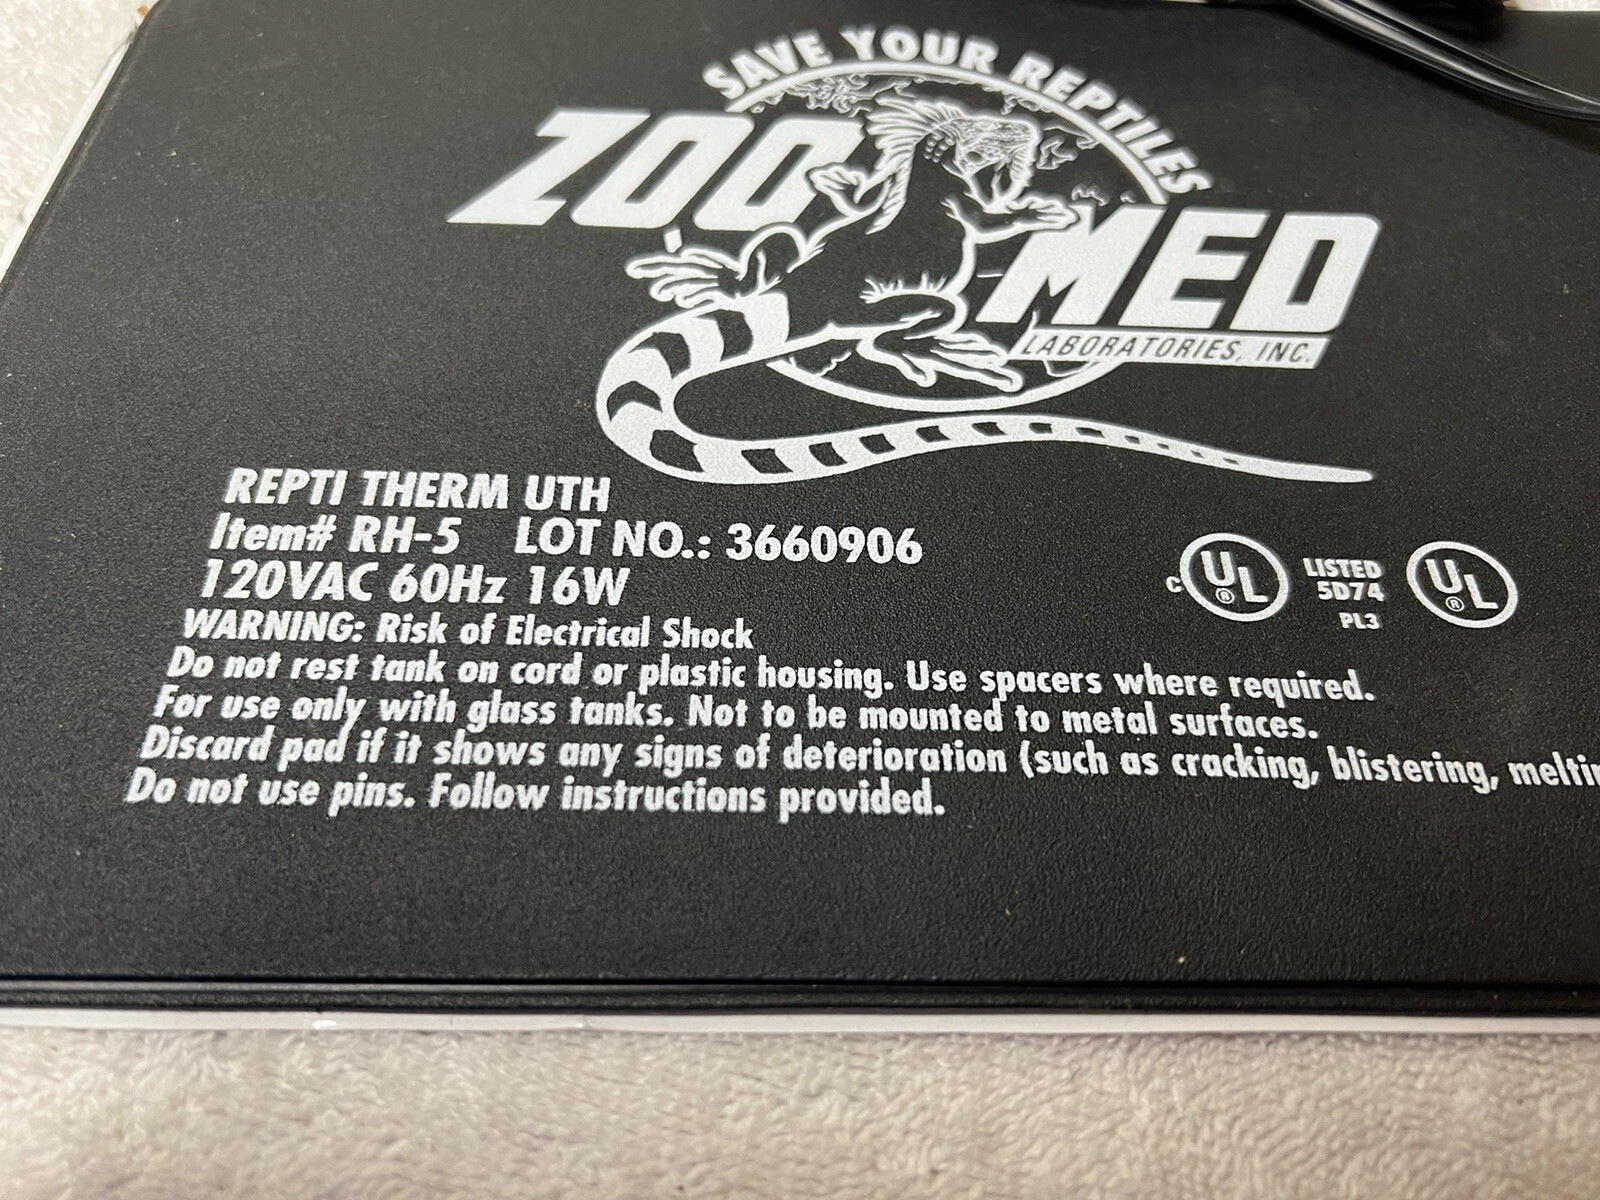 SAVE YOUR REPTILES
ZOO MED
LABORATORIES, INC.
REPTI THERM UTH
Item# RH-5 LOT NO.: 3660906
120VAC 60Hz 16W
WARNING: Risk of Electrical Shock
Do not rest tank on cord or plastic housing. Use spacers where required.
For use only with glass tanks. Not to be mounted to metal surfaces.
Discard pad if it shows any signs of deterioration (such as cracking, blistering,
Do not use pins. Follow instructions provided.
C UL ® LISTED UL ®
5D74
PL3